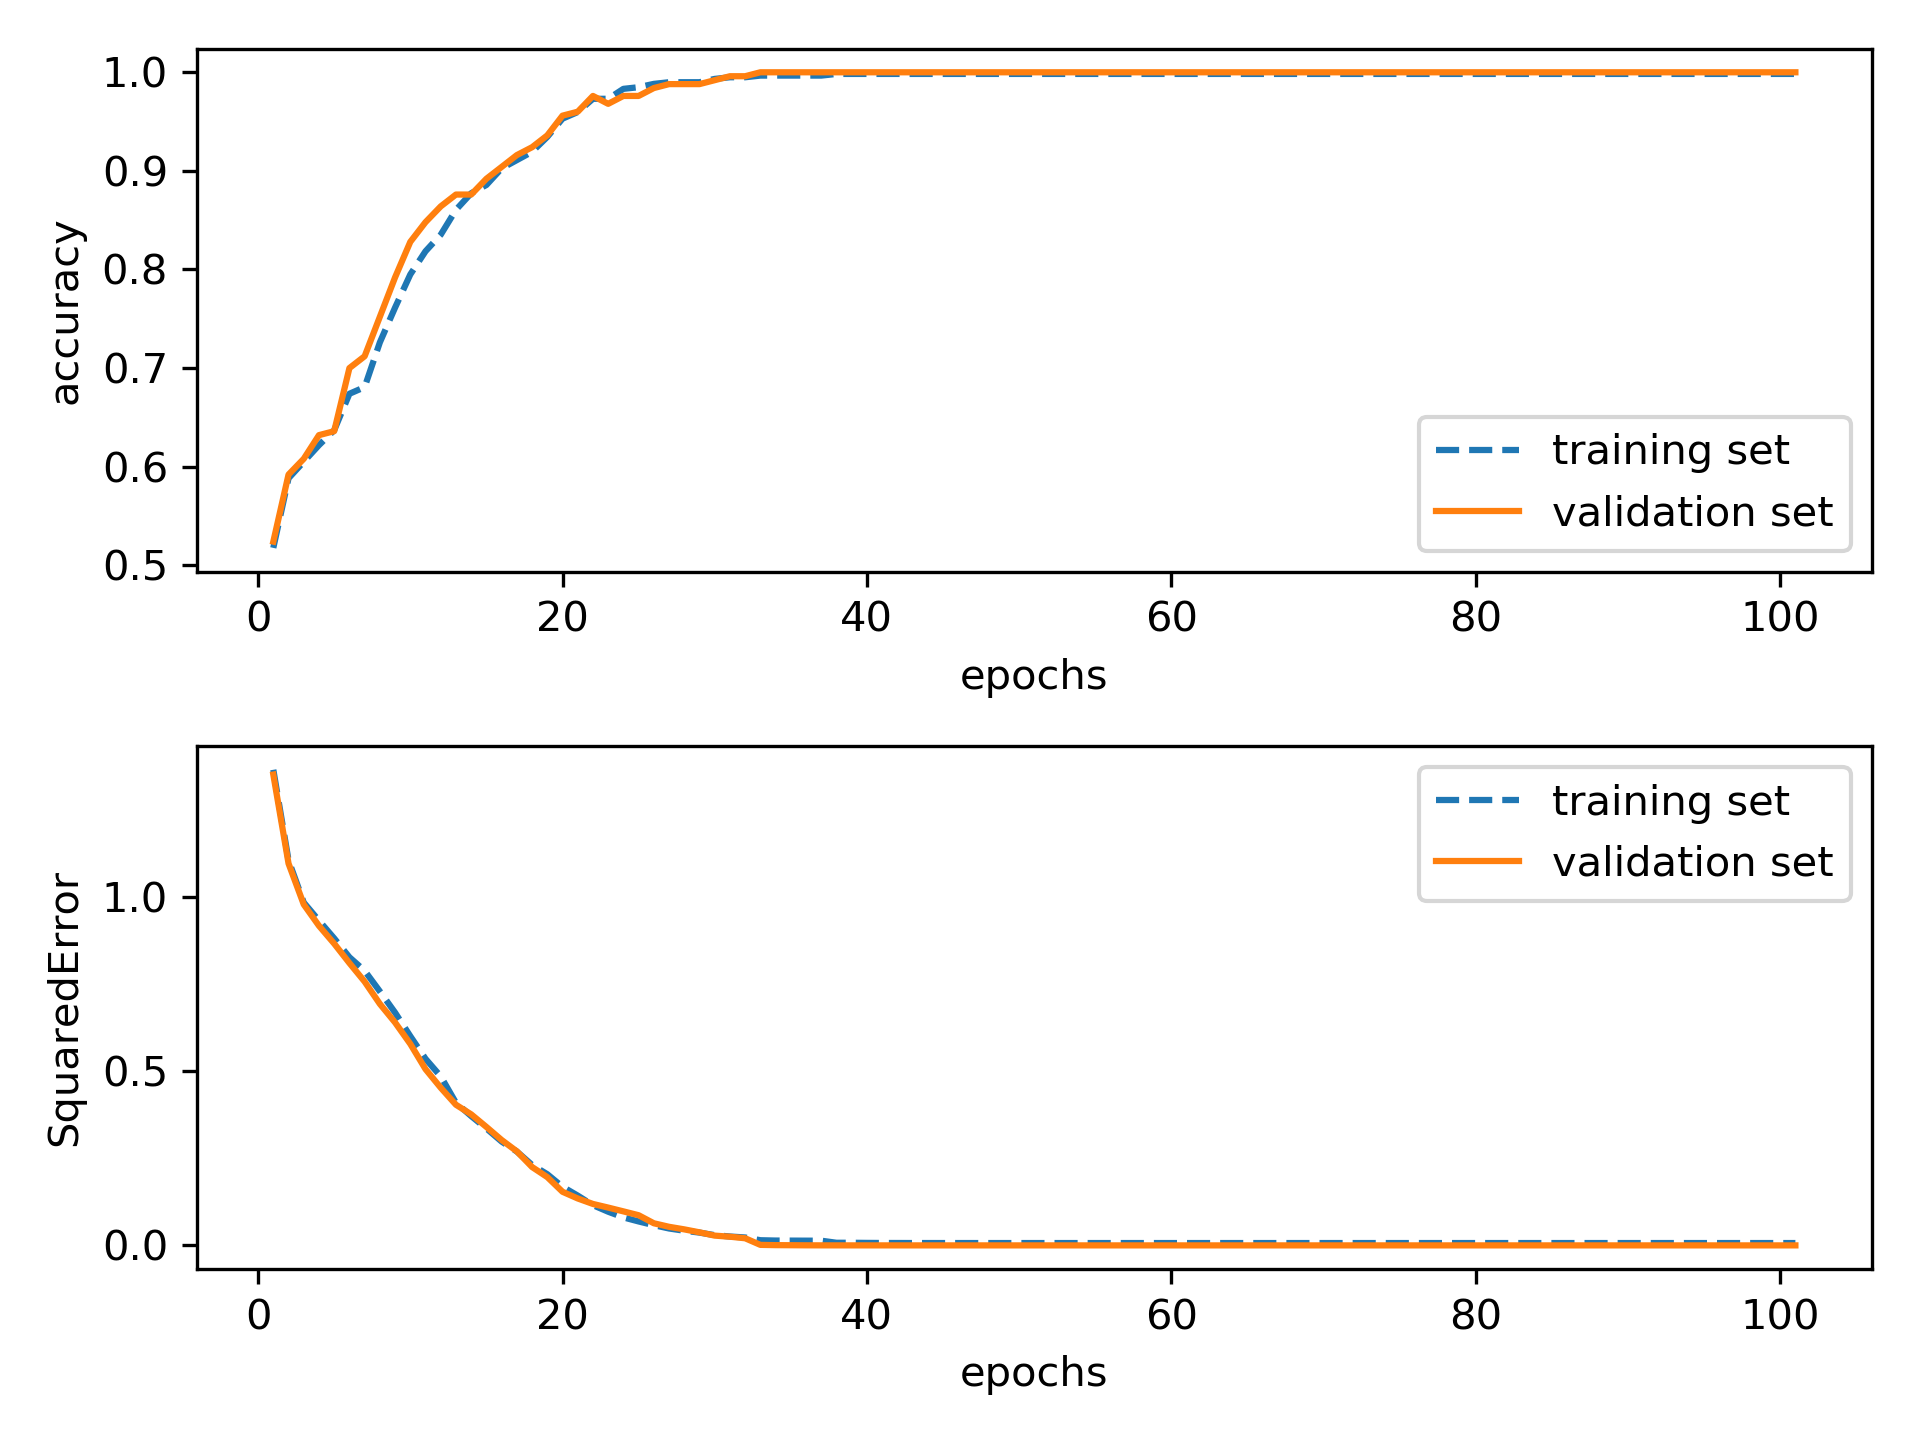 1.0
0.9
0.8
0.7
0.6
0.5
accuracy
training set
validation set
0 20 40 60 80 100
epochs
1.0
0.5
0.0
SquaredError
training set
validation set
0 20 40 60 80 100
epochs